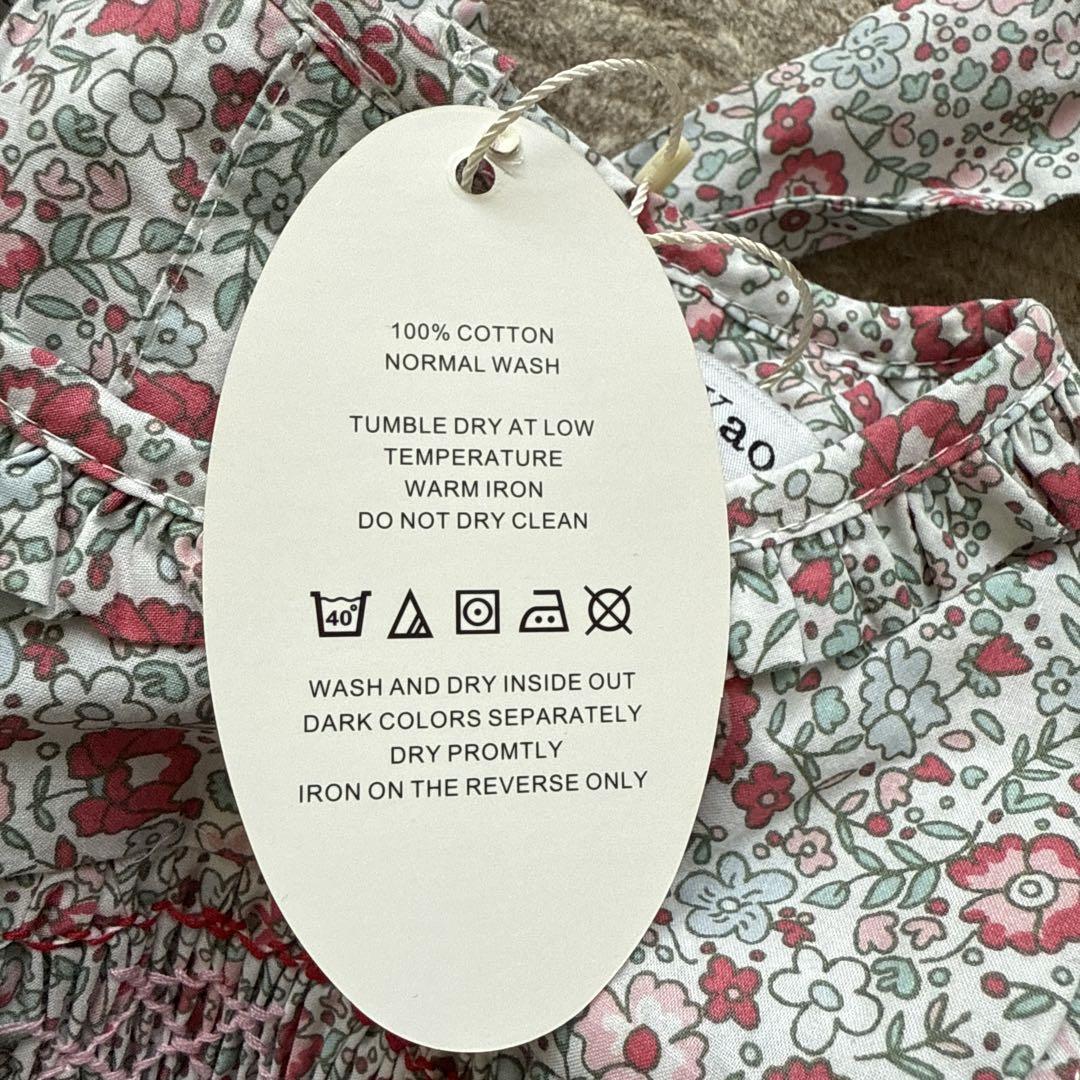 100% COTTON
NORMAL WASH
TUMBLE DRY AT LOW
TEMPERATURE
WARM IRON
DO NOT DRY CLEAN
40°
WASH AND DRY INSIDE OUT
DARK COLORS SEPARATELY
DRY PROMTLY
IRON ON THE REVERSE ONLY